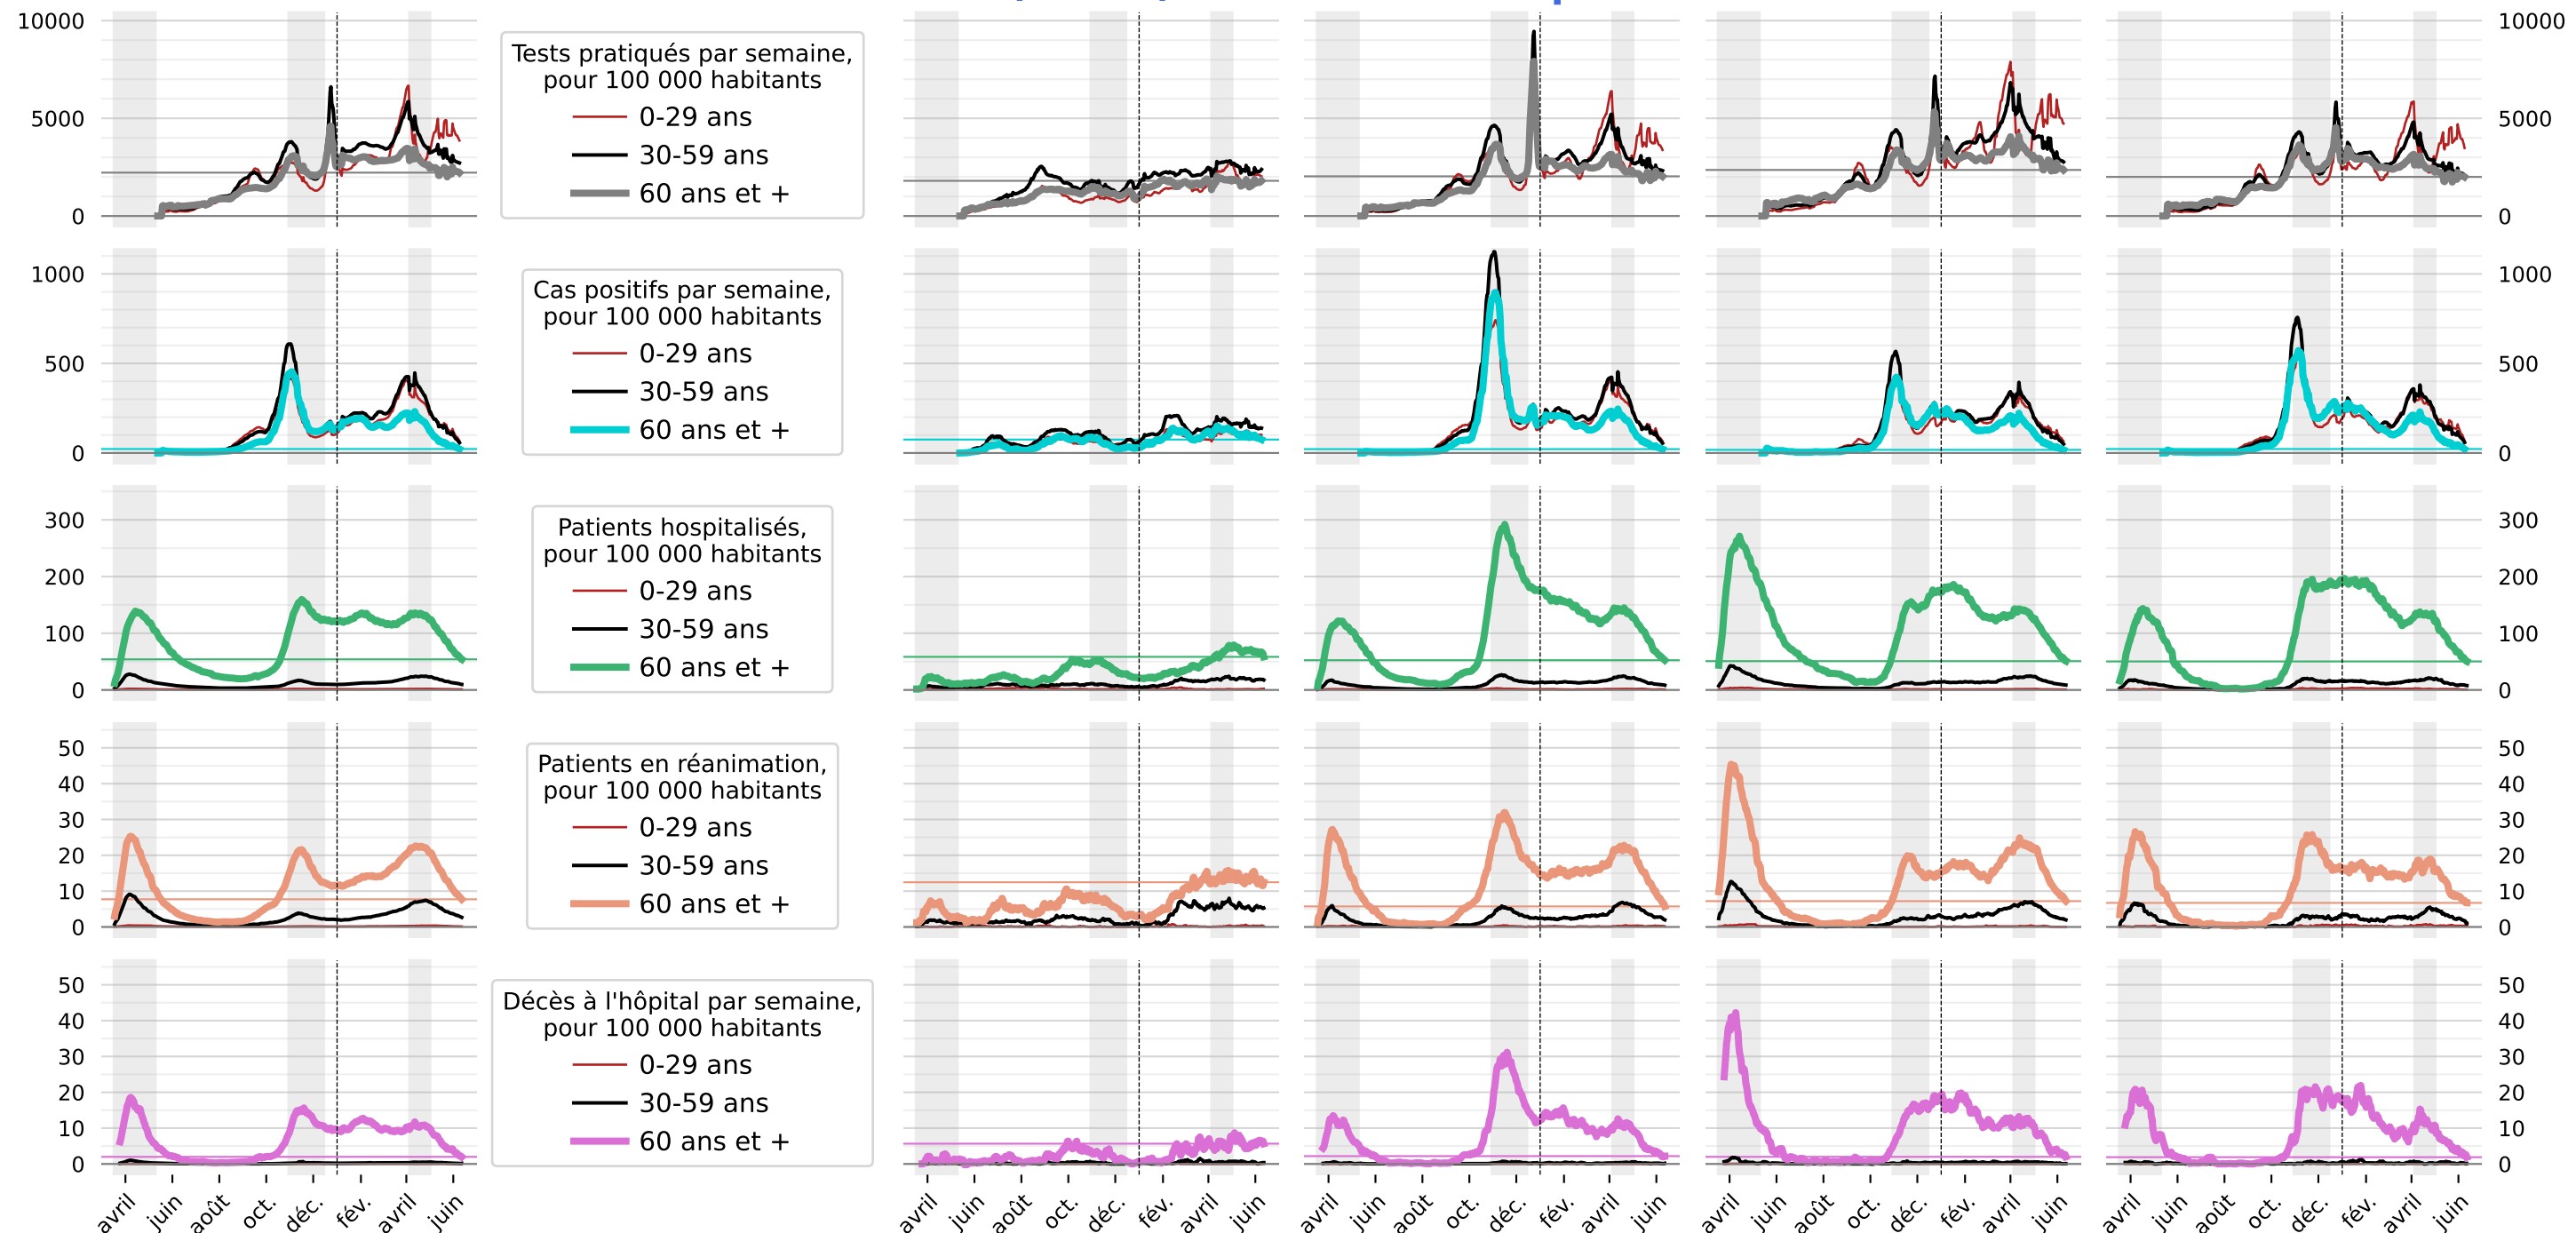 10000
5000
0
Tests pratiqués par semaine,
pour 100 000 habitants
0-29 ans
30-59 ans
60 ans et +
10000
5000
0
1000
500
0
Cas positifs par semaine,
pour 100 000 habitants
0-29 ans
30-59 ans
60 ans et +
1000
500
0
300
200
100
0
Patients hospitalisés,
pour 100 000 habitants
0-29 ans
30-59 ans
60 ans et +
300
200
100
0
50
40
30
20
10
0
Patients en réanimation,
pour 100 000 habitants
0-29 ans
30-59 ans
60 ans et +
50
40
30
20
10
0
50
40
30
20
10
0
Décès à l'hôpital par semaine,
pour 100 000 habitants
0-29 ans
30-59 ans
60 ans et +
50
40
30
20
10
0
avril juin août oct. déc. fév. avril juin
avril juin août oct. déc. fév. avril juin
avril juin août oct. déc. fév. avril juin
avril juin août oct. déc. fév. avril juin
avril juin août oct. déc. fév. avril juin